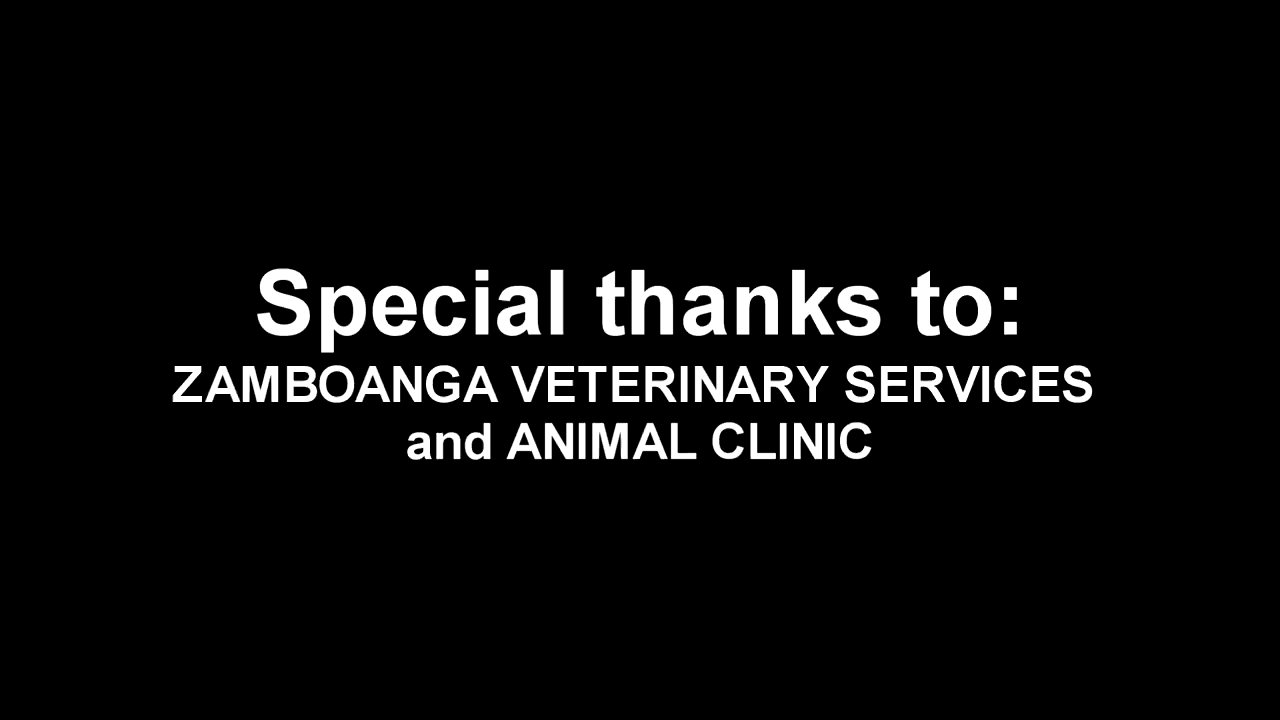 Special thanks to:
ZAMBOANGA VETERINARY SERVICES
and ANIMAL CLINIC